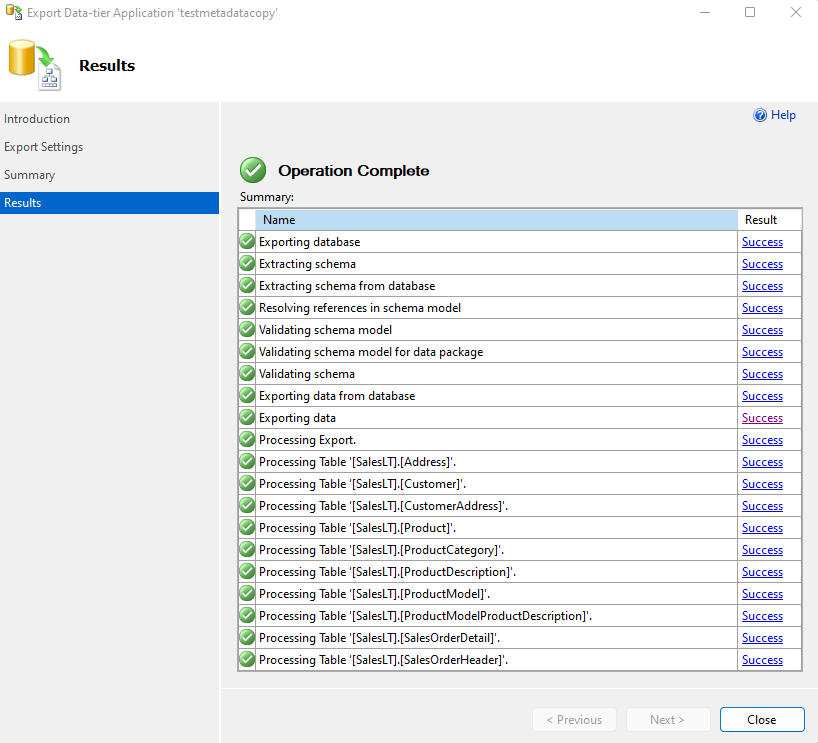 Export Data-tier Application 'testmetadatacopy'
Results
Introduction
Export Settings
Summary
Results
Help
Operation Complete
Summary:
Name Result
Exporting database Success
Extracting schema Success
Extracting schema from database Success
Resolving references in schema model Success
Validating schema model Success
Validating schema model for data package Success
Validating schema Success
Exporting data from database Success
Exporting data Success
Processing Export. Success
Processing Table '[SalesLT].[Address]'. Success
Processing Table '[SalesLT].[Customer]'. Success
Processing Table '[SalesLT].[CustomerAddress]'. Success
Processing Table '[SalesLT].[Product]'. Success
Processing Table '[SalesLT].[ProductCategory]'. Success
Processing Table '[SalesLT].[ProductDescription]'. Success
Processing Table '[SalesLT].[ProductModel]'. Success
Processing Table '[SalesLT].[ProductModelProductDescription]'. Success
Processing Table '[SalesLT].[SalesOrderDetail]'. Success
Processing Table '[SalesLT].[SalesOrderHeader]'. Success
< Previous Next > Close